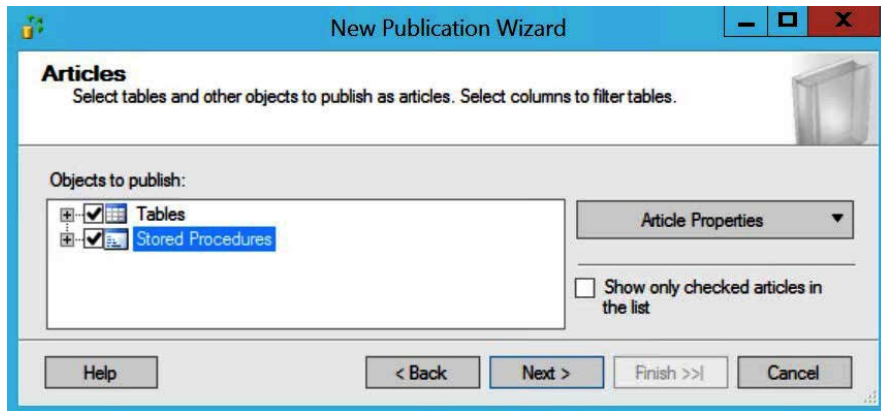 New Publication Wizard
Articles
Select tables and other objects to publish as articles. Select columns to filter tables.
Objects to publish:
Tables
Stored Procedures
Article Properties
Show only checked articles in
the list
Help
< Back
Next >
Finish >>|
Cancel